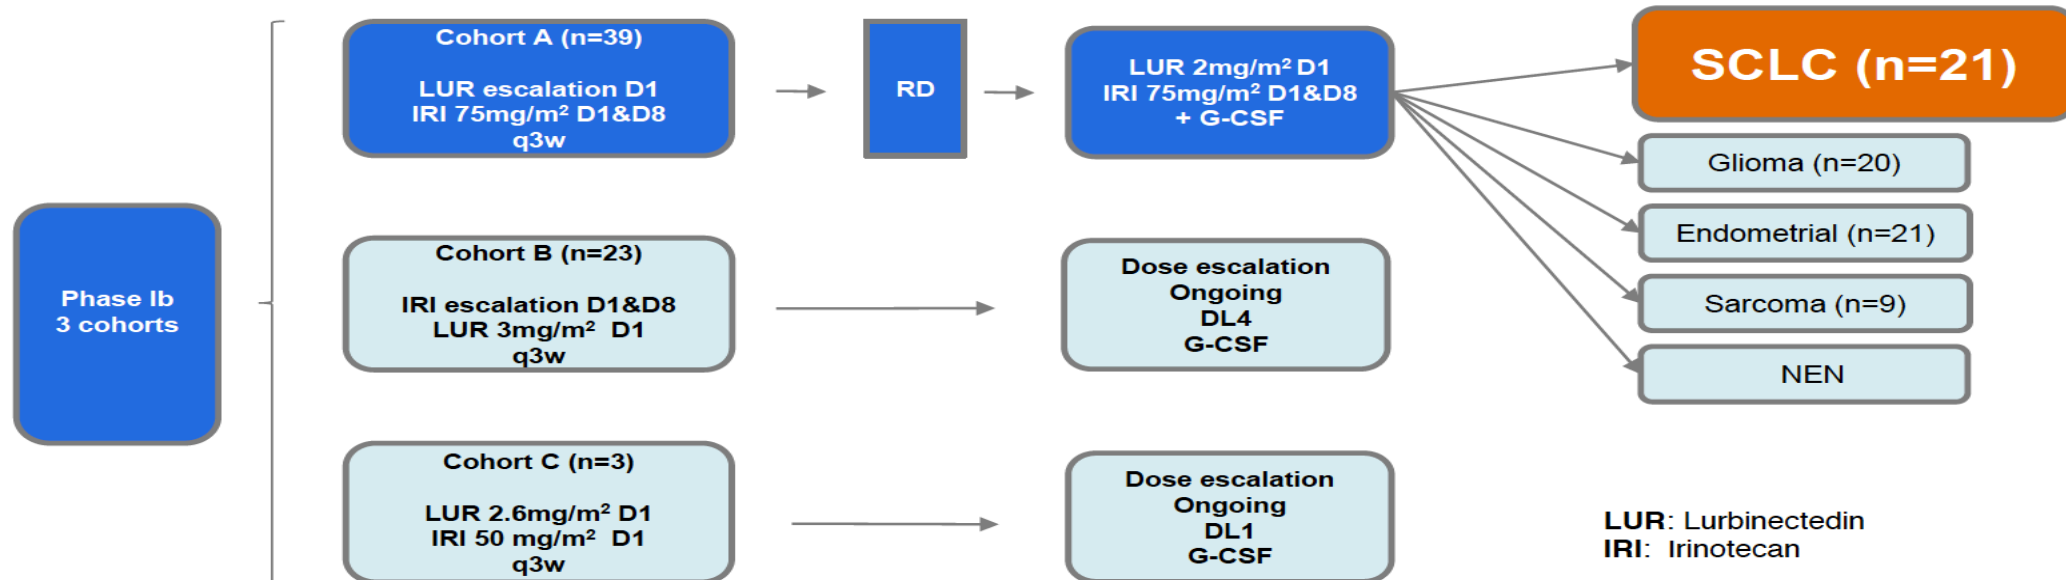 Phase Ib
3 cohorts
Cohort A (n=39)
LUR escalation D1
IRI 75mg/m² D1&D8
q3w
RD
LUR 2mg/m² D1
IRI 75mg/m² D1&D8
+ G-CSF
SCLC (n=21)
Glioma (n=20)
Endometrial (n=21)
Sarcoma (n=9)
NEN
Cohort B (n=23)
IRI escalation D1&D8
LUR 3mg/m² D1
q3w
Dose escalation
Ongoing
DL4
G-CSF
Cohort C (n=3)
LUR 2.6mg/m² D1
IRI 50 mg/m² D1
q3w
Dose escalation
Ongoing
DL1
G-CSF
LUR: Lurbinectedin
IRI: Irinotecan